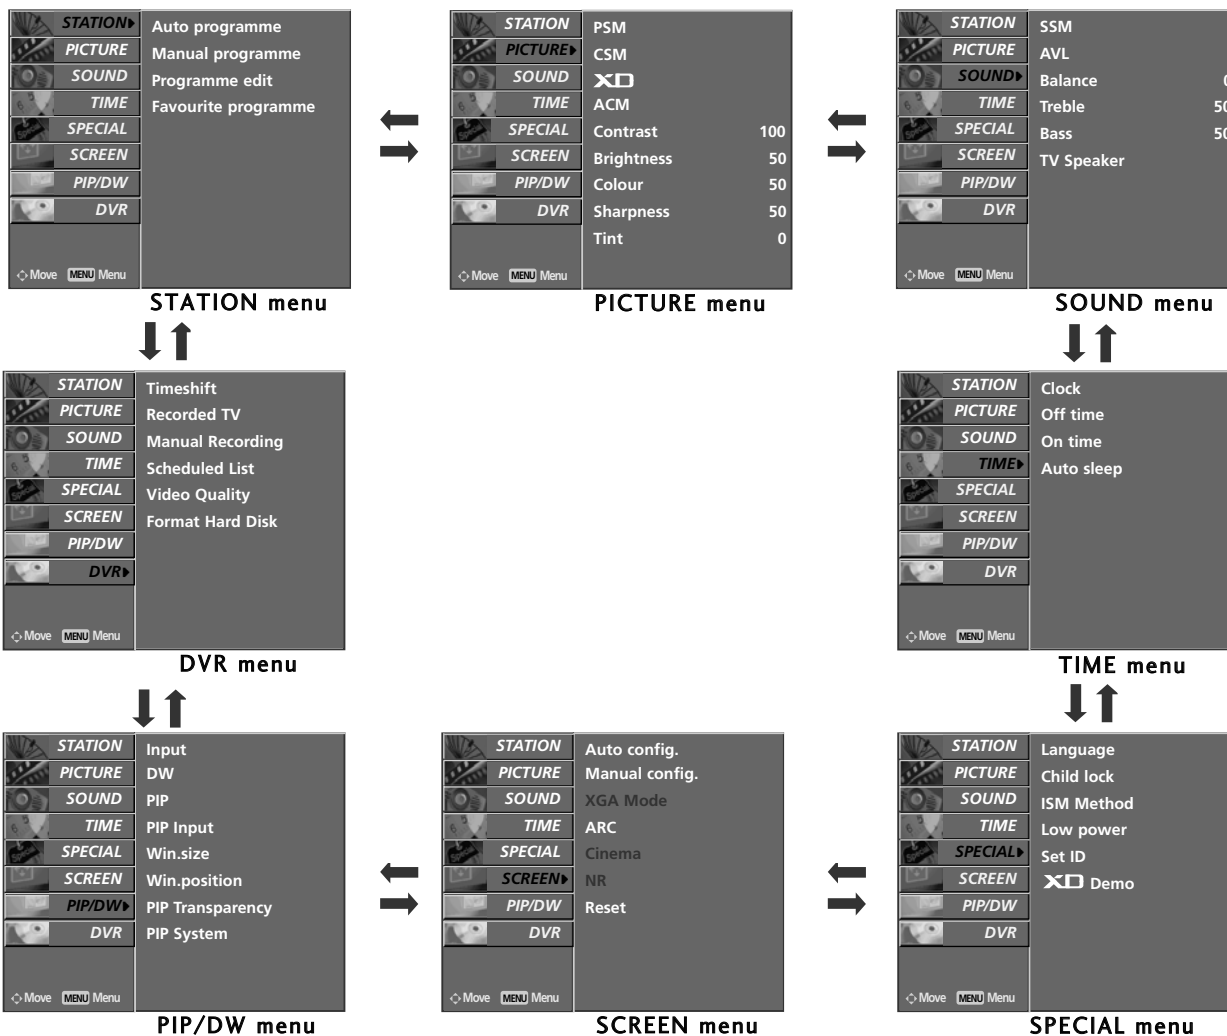 STATION
PICTURE
SOUND
TIME
SPECIAL
SCREEN
PIP/DW
DVR
Move MENU Menu
Auto programme
Manual programme
Programme edit
Favourite programme
STATION menu
STATION
PICTURE
SOUND
TIME
SPECIAL
SCREEN
PIP/DW
DVR
Move MENU Menu
PSM
CSM
XD
ACM
Contrast 100
Brightness 50
Colour 50
Sharpness 50
Tint 0
PICTURE menu
STATION
PICTURE
SOUND
TIME
SPECIAL
SCREEN
PIP/DW
DVR
Move MENU Menu
SSM
AVL
Balance 0
Treble 50
Bass 50
TV Speaker
SOUND menu
STATION
PICTURE
SOUND
TIME
SPECIAL
SCREEN
PIP/DW
DVR
Move MENU Menu
Timeshift
Recorded TV
Manual Recording
Scheduled List
Video Quality
Format Hard Disk
DVR menu
STATION
PICTURE
SOUND
TIME
SPECIAL
SCREEN
PIP/DW
DVR
Move MENU Menu
Clock
Off time
On time
Auto sleep
TIME menu
STATION
PICTURE
SOUND
TIME
SPECIAL
SCREEN
PIP/DW
DVR
Move MENU Menu
Input
DW
PIP
PIP Input
Win.size
Win.position
PIP Transparency
PIP System
PIP/DW menu
STATION
PICTURE
SOUND
TIME
SPECIAL
SCREEN
PIP/DW
DVR
Move MENU Menu
Auto config.
Manual config.
XGA Mode
ARC
Cinema
NR
Reset
SCREEN menu
STATION
PICTURE
SOUND
TIME
SPECIAL
SCREEN
PIP/DW
DVR
Move MENU Menu
Language
Child lock
ISM Method
Low power
Set ID
XD Demo
SPECIAL menu